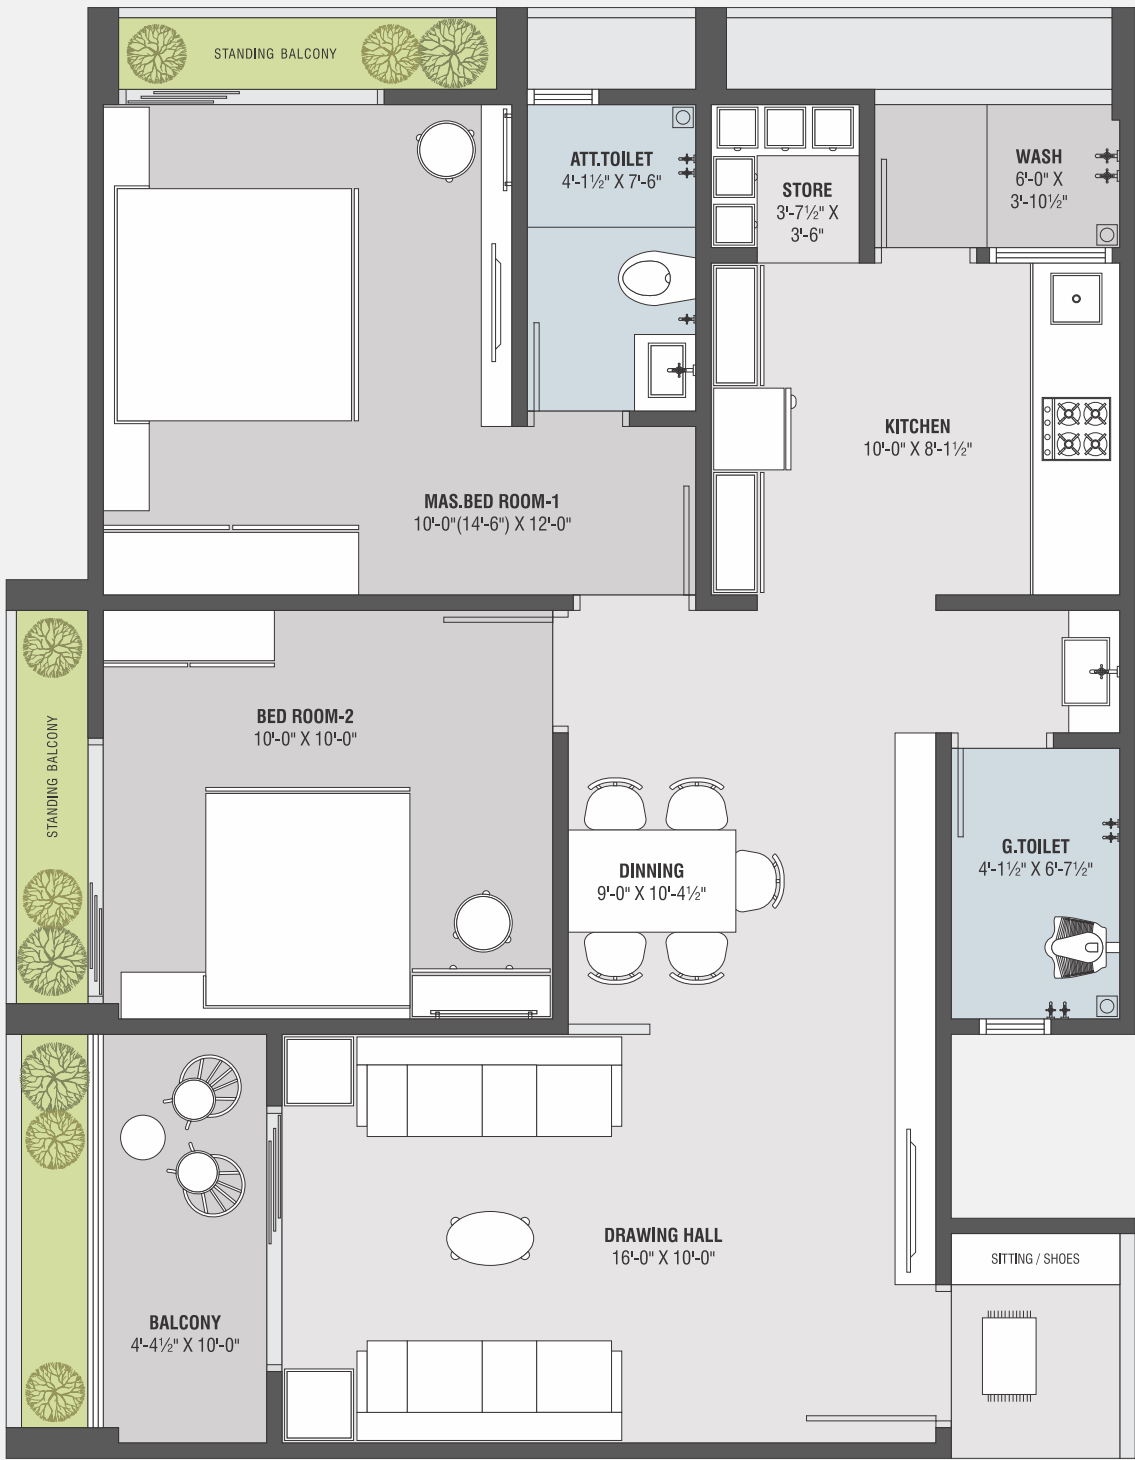 STANDING BALCONY
ATT.TOILET
4'-1½" X 7'-6"
STORE
3'-7½" X
3'-6"
WASH
6'-0" X
3'-10½"
KITCHEN
10'-0" X 8'-1½"
MAS.BED ROOM-1
10'-0"(14'-6") X 12'-0"
BED ROOM-2
10'-0" X 10'-0"
STANDING BALCONY
DINNING
9'-0" X 10'-4½"
G.TOILET
4'-1½" X 6'-7½"
DRAWING HALL
16'-0" X 10'-0"
SITTING / SHOES
BALCONY
4'-4½" X 10'-0"